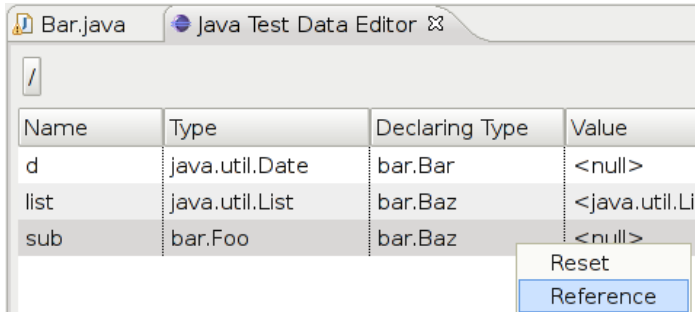 Bar.java Java Test Data Editor
/
Name Type Declaring Type Value
d java.util.Date bar.Bar <null>
list java.util.List bar.Baz <java.util.Li
sub bar.Foo bar.Baz <null>
Reset
Reference